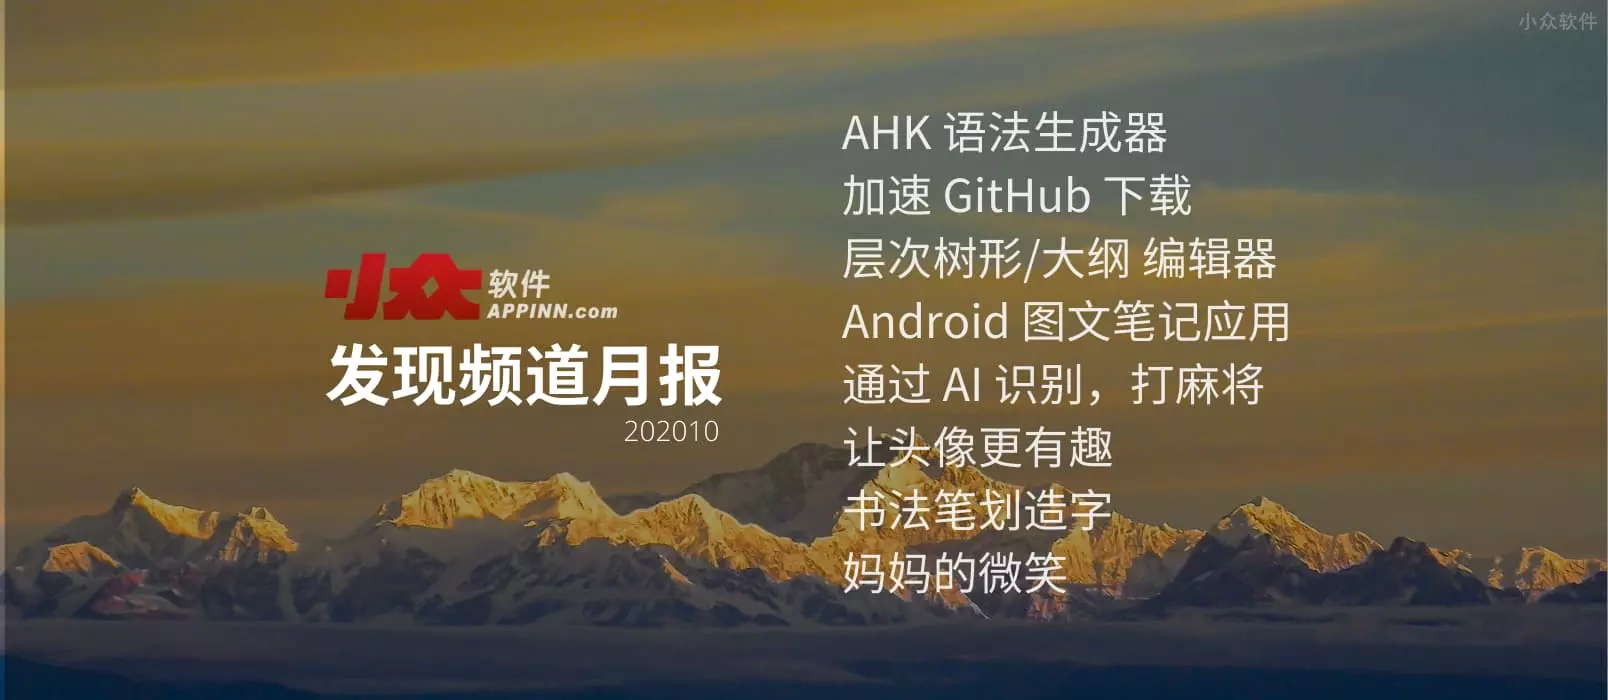 小众软件
小众软件
APPINN.com
发现频道月报
202010
AHK 语法生成器
加速 GitHub 下载
层次树形/大纲 编辑器
Android 图文笔记应用
通过 AI 识别，打麻将
让头像更有趣
书法笔划造字
妈妈的微笑